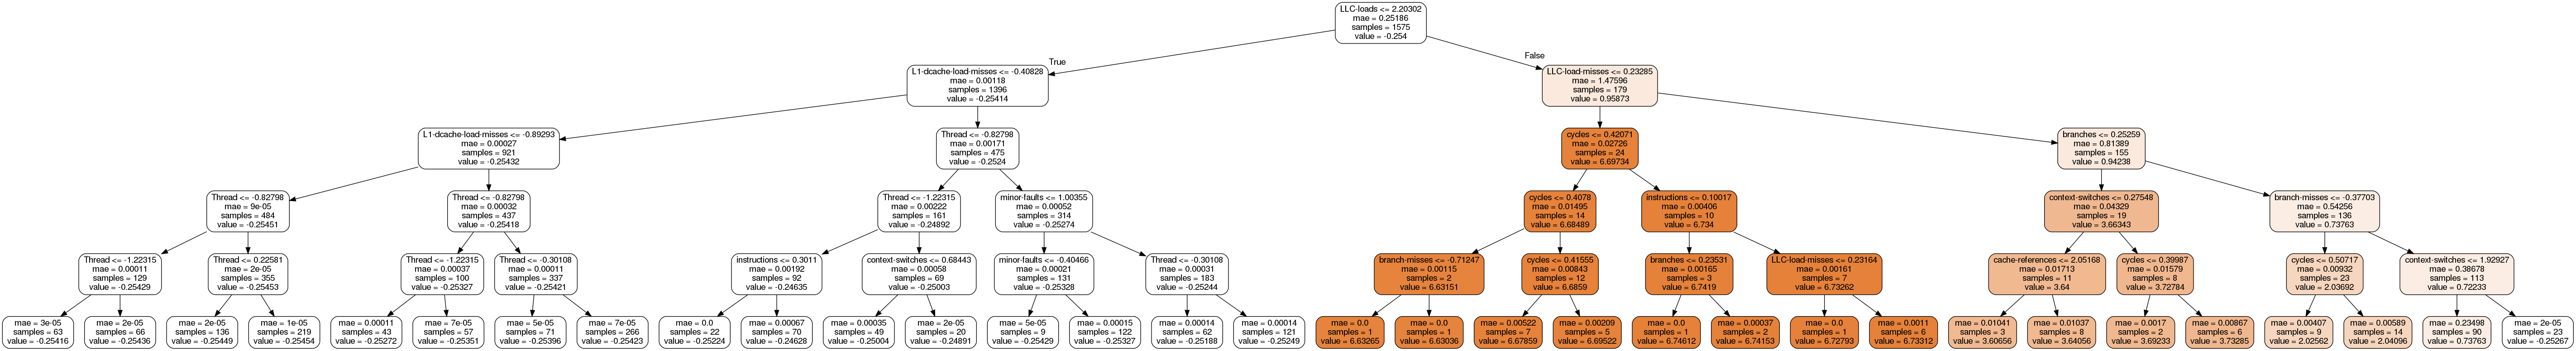 LLC-loads <= 2.20302
mae = 0.25186
samples = 1575
value = -0.254
True
False
L1-dcache-load-misses <= -0.40828
mae = 0.00118
samples = 1396
value = -0.25414
LLC-load-misses <= 0.23285
mae = 1.47596
samples = 179
value = 0.95873
L1-dcache-load-misses <= -0.89293
mae = 0.00027
samples = 921
value = -0.25432
Thread <= -0.82798
mae = 0.00171
samples = 475
value = -0.2524
cycles <= 0.42071
mae = 0.02726
samples = 24
value = 6.69734
branches <= 0.25259
mae = 0.81389
samples = 155
value = 0.94238
Thread <= -0.82798
mae = 9e-05
samples = 484
value = -0.25451
Thread <= -0.82798
mae = 0.00032
samples = 437
value = -0.25418
Thread <= -1.22315
mae = 0.00222
samples = 161
value = -0.24892
minor-faults <= 1.00355
mae = 0.00052
samples = 314
value = -0.25274
cycles <= 0.4078
mae = 0.01495
samples = 14
value = 6.68489
instructions <= 0.10017
mae = 0.00406
samples = 10
value = 6.734
context-switches <= 0.27548
mae = 0.04329
samples = 19
value = 3.66343
branch-misses <= -0.37703
mae = 0.54256
samples = 136
value = 0.73763
Thread <= -1.22315
mae = 0.00011
samples = 129
value = -0.25429
Thread <= 0.22581
mae = 2e-05
samples = 355
value = -0.25453
Thread <= -1.22315
mae = 0.00037
samples = 100
value = -0.25327
Thread <= -0.30108
mae = 0.00011
samples = 337
value = -0.25421
instructions <= 0.3011
mae = 0.00192
samples = 92
value = -0.24635
context-switches <= 0.68443
mae = 0.00058
samples = 69
value = -0.25003
minor-faults <= -0.40466
mae = 0.00021
samples = 131
value = -0.25328
Thread <= -0.30108
mae = 0.00031
samples = 183
value = -0.25244
branch-misses <= -0.71247
mae = 0.00115
samples = 2
value = 6.63151
cycles <= 0.41555
mae = 0.00843
samples = 12
value = 6.6859
branches <= 0.23531
mae = 0.00165
samples = 3
value = 6.7419
LLC-load-misses <= 0.23164
mae = 0.00161
samples = 7
value = 6.73262
cache-references <= 2.05168
mae = 0.01713
samples = 11
value = 3.64
cycles <= 0.39987
mae = 0.01579
samples = 8
value = 3.72784
cycles <= 0.50717
mae = 0.00932
samples = 23
value = 2.03692
context-switches <= 1.92927
mae = 0.38678
samples = 113
value = 0.72233
mae = 3e-05
samples = 63
value = -0.25416
mae = 2e-05
samples = 66
value = -0.25436
mae = 2e-05
samples = 136
value = -0.25449
mae = 1e-05
samples = 219
value = -0.25454
mae = 0.00011
samples = 43
value = -0.25272
mae = 7e-05
samples = 57
value = -0.25351
mae = 5e-05
samples = 71
value = -0.25396
mae = 7e-05
samples = 266
value = -0.25423
mae = 0.0
samples = 22
value = -0.25224
mae = 0.00067
samples = 70
value = -0.24628
mae = 0.00035
samples = 49
value = -0.25004
mae = 2e-05
samples = 20
value = -0.24891
mae = 5e-05
samples = 9
value = -0.25429
mae = 0.00015
samples = 122
value = -0.25327
mae = 0.00014
samples = 62
value = -0.25188
mae = 0.00014
samples = 121
value = -0.25249
mae = 0.0
samples = 1
value = 6.63265
mae = 0.0
samples = 1
value = 6.63036
mae = 0.00522
samples = 7
value = 6.67859
mae = 0.00209
samples = 5
value = 6.69522
mae = 0.0
samples = 1
value = 6.74612
mae = 0.00037
samples = 2
value = 6.74153
mae = 0.0
samples = 1
value = 6.72793
mae = 0.0011
samples = 6
value = 6.73312
mae = 0.01041
samples = 3
value = 3.60656
mae = 0.01037
samples = 8
value = 3.64056
mae = 0.0017
samples = 2
value = 3.69233
mae = 0.00867
samples = 6
value = 3.73285
mae = 0.00407
samples = 9
value = 2.02562
mae = 0.00589
samples = 14
value = 2.04096
mae = 0.23498
samples = 90
value = 0.73763
mae = 2e-05
samples = 23
value = -0.25267